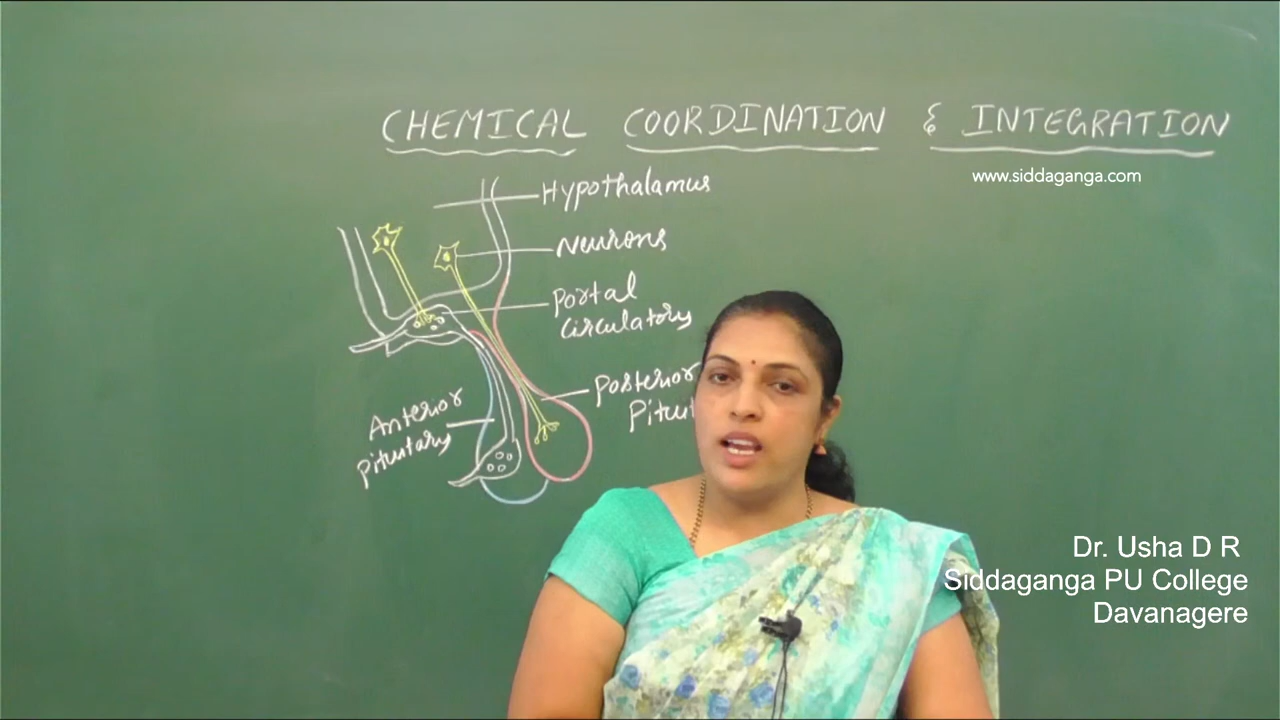 CHEMICAL COORDINATION & INTEGRATION
www.siddaganga.com
Hypothalamus
Neurons
Portal
Circulatory
Posterior
Anterior
pituitary
Dr. Usha D R
Siddaganga PU College
Davanagere